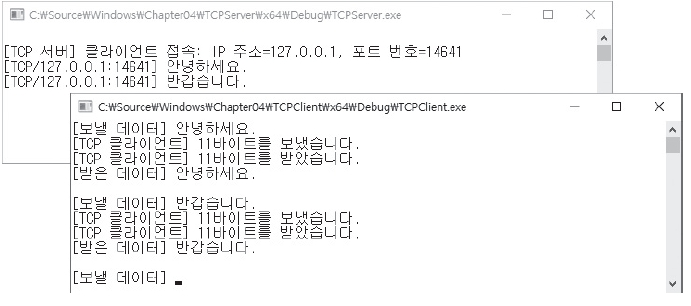 C:₩Source₩Windows₩Chapter04₩TCPServer₩x64₩Debug₩TCPServer.exe
[TCP 서버] 클라이언트 접속: IP 주소=127.0.0.1, 포트 번호=14641
[TCP/127.0.0.1:14641] 안녕하세요.
[TCP/127.0.0.1:14641] 반갑습니다.
C:₩Source₩Windows₩Chapter04₩TCPClient₩x64₩Debug₩TCPClient.exe
[보낼 데이터] 안녕하세요.
[TCP 클라이언트] 11바이트를 보냈습니다.
[TCP 클라이언트] 11바이트를 받았습니다.
[받은 데이터] 안녕하세요.
[보낼 데이터] 반갑습니다.
[TCP 클라이언트] 11바이트를 보냈습니다.
[TCP 클라이언트] 11바이트를 받았습니다.
[받은 데이터] 반갑습니다.
[보낼 데이터]